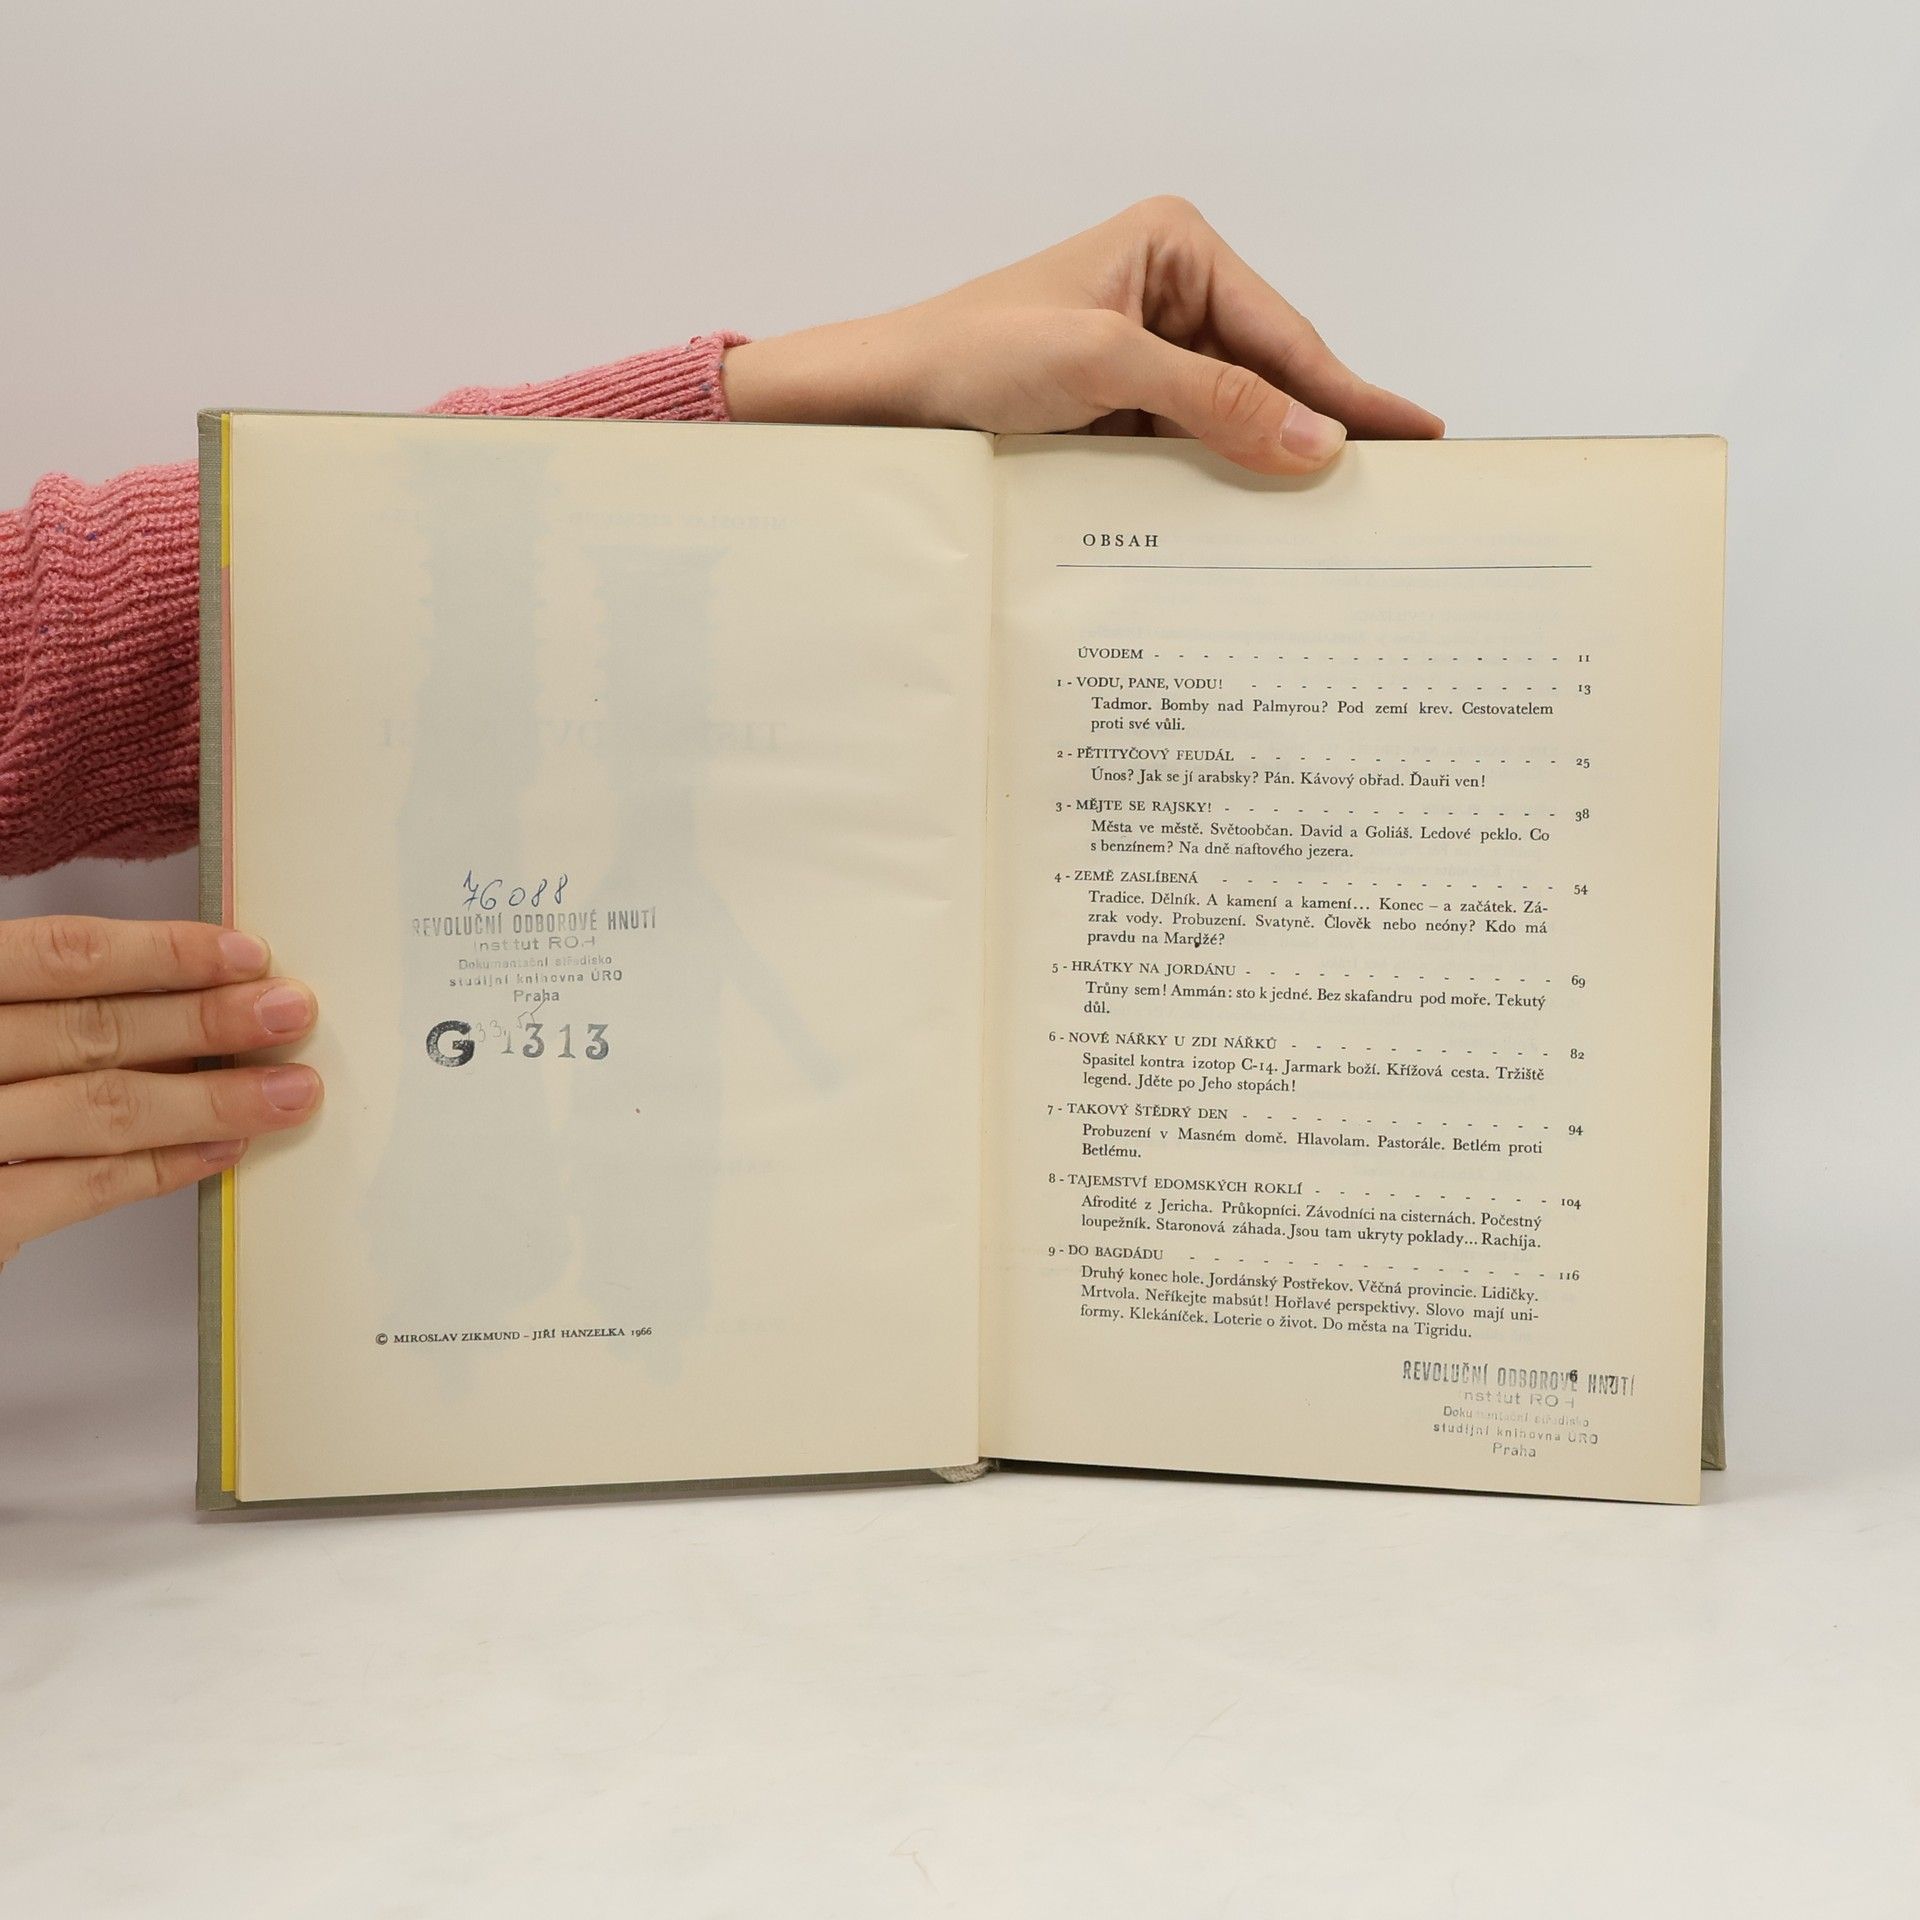 76088
REVOLUČNÍ ODBOROVÉ HNUTÍ
Institut ROH
Dokumentační středisko
studijní knihovna ÚRO
Praha
G 1313
© MIROSLAV ZIKMUND – JIŘÍ HANZELKA 1966
OBSAH
ÚVODEM - - - - - - - - - - - - - - - - - - 11
1 - VODU, PANE, VODU! - - - - - - - - - - - - - 13
Tadmor. Bomby nad Palmyrou? Pod zemí krev. Cestovatelem
proti své vůli.
2 - PĚTITYČOVÝ FEUDÁL - - - - - - - - - - - - - 25
Únos? Jak se jí arabsky? Pán. Kávový obřad. Ďauři ven!
3 - MĚJTE SE RAJSKY! - - - - - - - - - - - - - - 38
Města ve městě. Světoobčan. David a Goliáš. Ledové peklo. Co
s benzínem? Na dně naftového jezera.
4 - ZEMĚ ZASLÍBENÁ - - - - - - - - - - - - - - 54
Tradice. Dělník. A kamení a kamení... Konec – a začátek. Zá-
zrak vody. Probuzení. Svatyně. Člověk nebo neóny? Kdo má
pravdu na Mardžé?
5 - HRÁTKY NA JORDÁNU - - - - - - - - - - - - - 69
Trůny sem! Ammán: sto k jedné. Bez skafandru pod moře. Tekutý
důl.
6 - NOVÉ NÁŘKY U ZDI NÁŘKŮ - - - - - - - - - - - 82
Spasitel kontra izotop C-14. Jarmark boží. Křížová cesta. Tržiště
legend. Jděte po Jeho stopách!
7 - TAKOVÝ ŠTĚDRÝ DEN - - - - - - - - - - - - - 94
Probuzení v Masném domě. Hlavolam. Pastorále. Betlém proti
Betlému.
8 - TAJEMSTVÍ EDOMSKÝCH ROKLÍ - - - - - - - - - - 104
Afrodité z Jericha. Průkopníci. Závodníci na cisternách. Počestný
loupežník. Staronová záhada. Jsou tam ukryty poklady... Rachíja.
9 - DO BAGDÁDU - - - - - - - - - - - - - - - 116
Druhý konec hole. Jordánský Postřekov. Věčná provincie. Lidičky.
Mrtvola. Neříkejte mabsút! Hořlavé perspektivy. Slovo mají uni-
formy. Klekáníček. Loterie o život. Do města na Tigridu.
6 7
REVOLUČNÍ ODBOROVÉ HNUTÍ
Institut ROH
Dokumentační středisko
studijní knihovna ÚRO
Praha